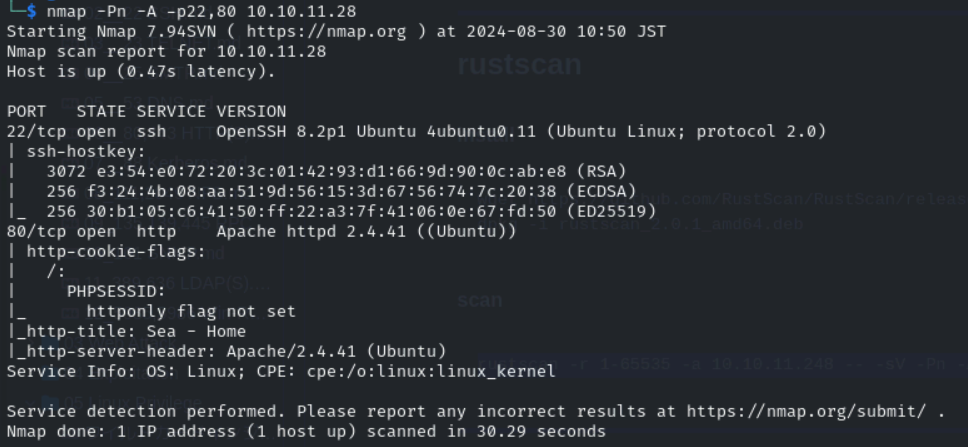 └─$ nmap -Pn -A -p22,80 10.10.11.28
Starting Nmap 7.94SVN ( https://nmap.org ) at 2024-08-30 10:50 JST
Nmap scan report for 10.10.11.28
Host is up (0.47s latency).
rustscan
PORT   STATE SERVICE VERSION
22/tcp open  ssh     OpenSSH 8.2p1 Ubuntu 4ubuntu0.11 (Ubuntu Linux; protocol 2.0)
| ssh-hostkey:
|   3072 e3:54:e0:72:20:3c:01:42:93:d1:66:9d:90:0c:ab:e8 (RSA)
|   256 f3:24:4b:08:aa:51:9d:56:15:3d:67:56:74:7c:20:38 (ECDSA)
|_  256 30:b1:05:c6:41:50:ff:22:a3:7f:41:06:0e:67:fd:50 (ED25519)
80/tcp open  http    Apache httpd 2.4.41 ((Ubuntu))
| http-cookie-flags:
|   /:
|     PHPSESSID:
scan
|_      httponly flag not set
|_http-title: Sea - Home
|_http-server-header: Apache/2.4.41 (Ubuntu)
Service Info: OS: Linux; CPE: cpe:/o:linux:linux_kernel
Service detection performed. Please report any incorrect results at https://nmap.org/submit/ .
Nmap done: 1 IP address (1 host up) scanned in 30.29 seconds